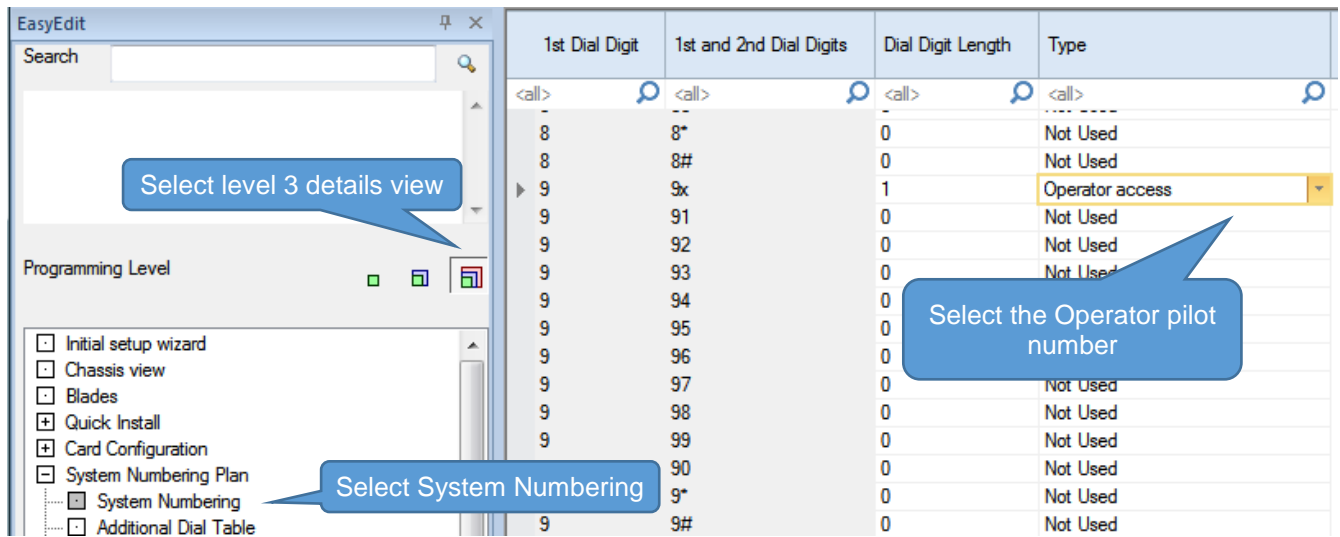 EasyEdit
Search
Select level 3 details view
Programming Level
Initial setup wizard
Chassis view
Blades
Quick Install
Card Configuration
System Numbering Plan
System Numbering
Additional Dial Table
Select System Numbering
1st Dial Digit 1st and 2nd Dial Digits Dial Digit Length Type
<all> <all> <all> <all>
8 8* 0 Not Used
8 8# 0 Not Used
9 9x 1 Operator access
9 91 0 Not Used
9 92 0 Not Used
9 93 0 Not Used
9 94 0
9 95 0
9 96 0
9 97 0 Not Used
9 98 0 Not Used
9 99 0 Not Used
90 0 Not Used
9* 0 Not Used
9 9# 0 Not Used
Select the Operator pilot
number